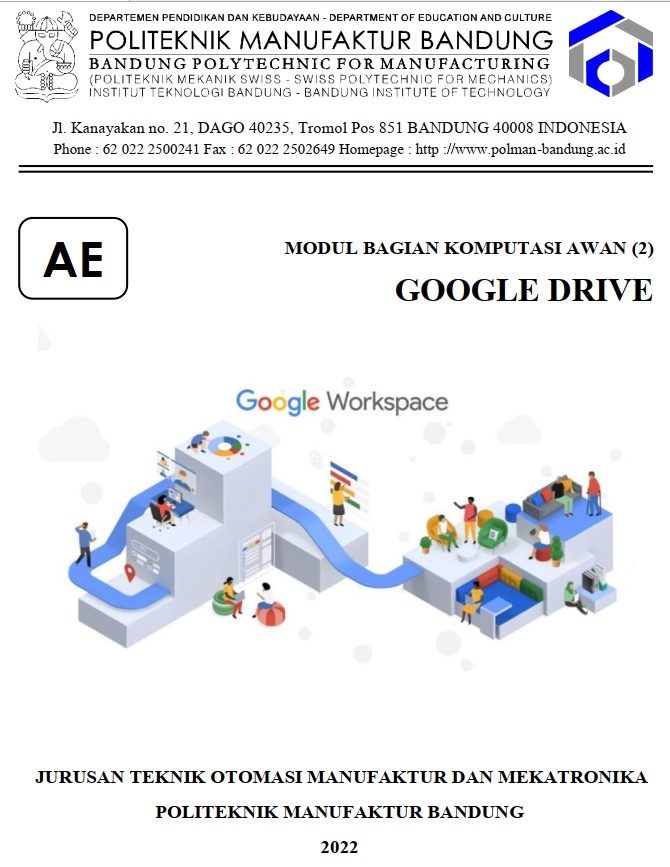 DEPARTEMEN PENDIDIKAN DAN KEBUDAYAAN - DEPARTMENT OF EDUCATION AND CULTURE
POLITEKNIK MANUFAKTUR BANDUNG
BANDUNG POLYTECHNIC FOR MANUFACTURING
(POLITEKNIK MEKANIK SWISS - SWISS POLYTECHNIC FOR MECHANICS)
INSTITUT TEKNOLOGI BANDUNG - BANDUNG INSTITUTE OF TECHNOLOGY
Jl. Kanayakan no. 21, DAGO 40235, Tromol Pos 851 BANDUNG 40008 INDONESIA
Phone : 62 022 2500241 Fax : 62 022 2502649 Homepage : http ://www.polman-bandung.ac.id
AE
MODUL BAGIAN KOMPUTASI AWAN (2)
GOOGLE DRIVE
Google Workspace
JURUSAN TEKNIK OTOMASI MANUFAKTUR DAN MEKATRONIKA
POLITEKNIK MANUFAKTUR BANDUNG
2022